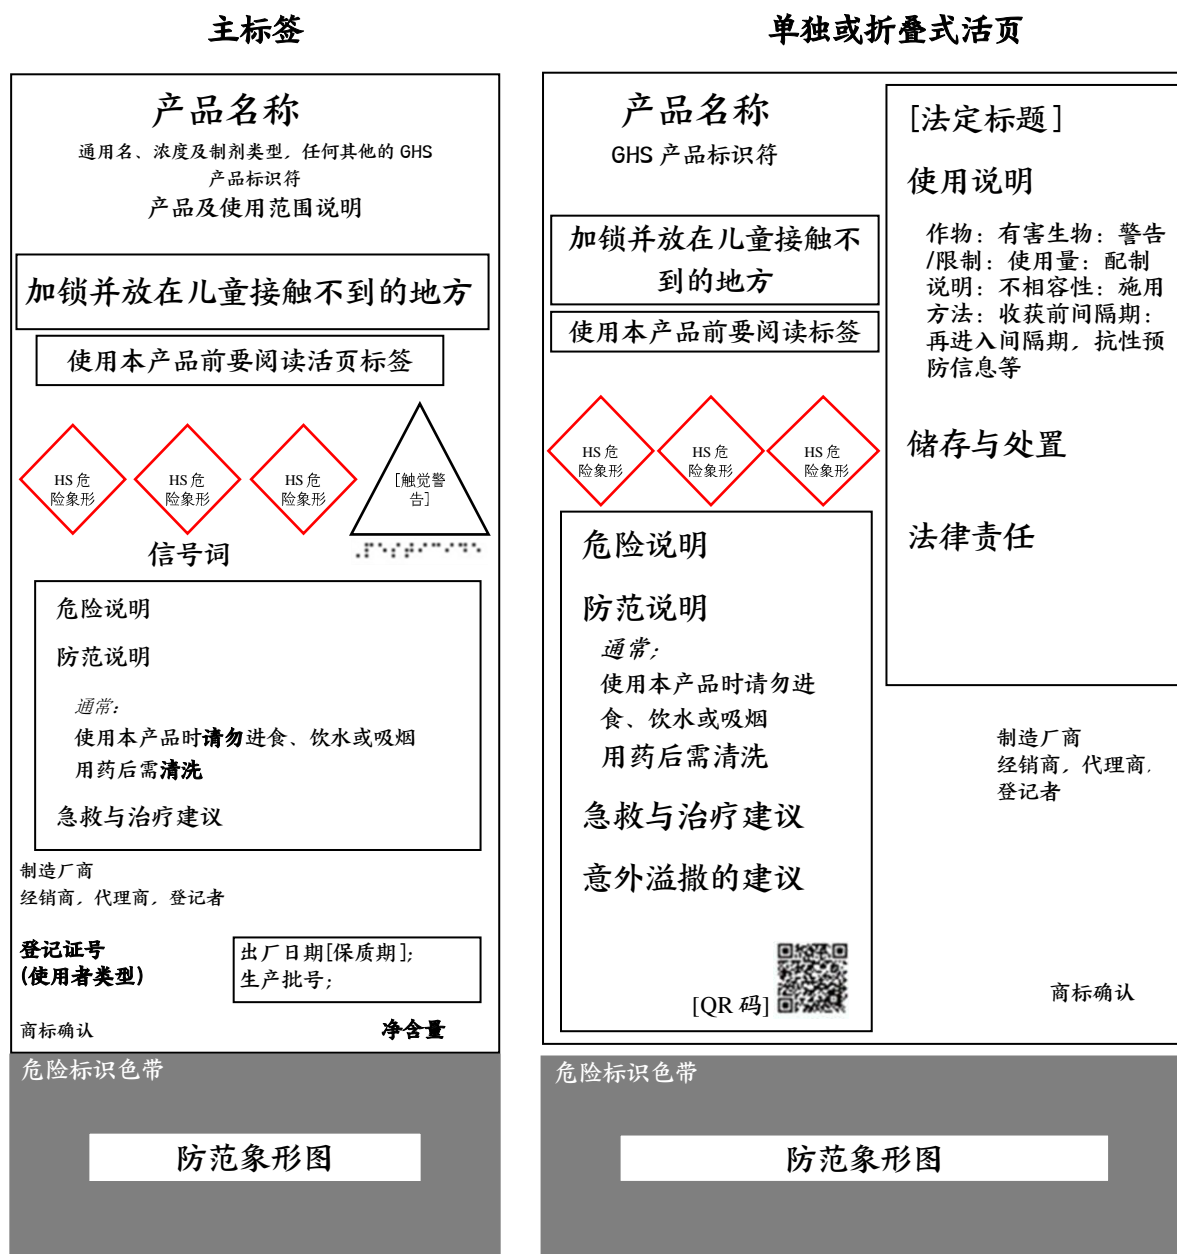 主标签
单独或折叠式活页
产品名称
通用名、浓度及制剂类型，任何其他的 GHS
产品标识符
产品及使用范围说明
加锁并放在儿童接触不到的地方
使用本产品前要阅读活页标签
HS 危
险象形
HS 危
险象形
HS 危
险象形
[触觉警
告]
信号词
危险说明
防范说明
通常：
使用本产品时请勿进食、饮水或吸烟
用药后需清洗
急救与治疗建议
制造厂商
经销商，代理商，登记者
登记证号
(使用者类型)
出厂日期[保质期];
生产批号;
商标确认
净含量
危险标识色带
防范象形图
产品名称
GHS 产品标识符
加锁并放在儿童接触不
到的地方
使用本产品前要阅读标签
HS 危
险象形
HS 危
险象形
HS 危
险象形
危险说明
防范说明
通常;
使用本产品时请勿进
食、饮水或吸烟
用药后需清洗
急救与治疗建议
意外溢撒的建议
[QR 码]
[法定标题]
使用说明
作物：有害生物：警告
/限制：使用量：配制
说明：不相容性：施用
方法：收获前间隔期：
再进入间隔期，抗性预
防信息等
储存与处置
法律责任
制造厂商
经销商，代理商，
登记者
商标确认
危险标识色带
防范象形图